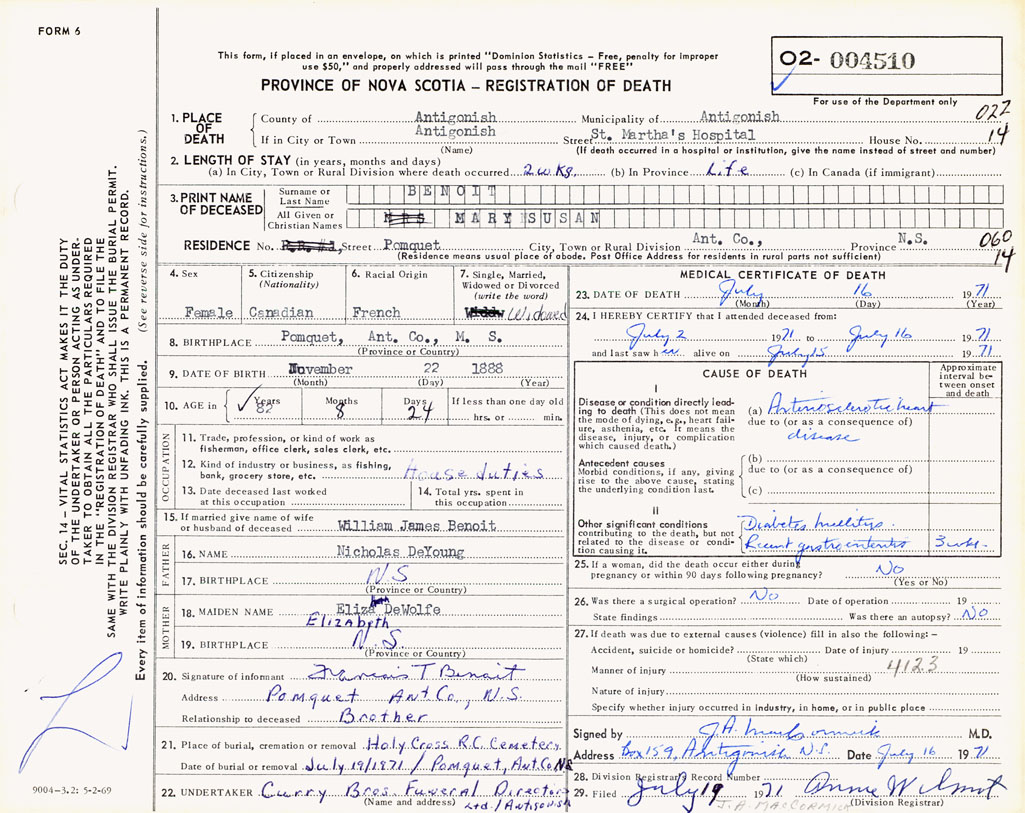 FORM 6
This form, if placed in an envelope, on which is printed "Dominion Statistics – Free, penalty for improper
use $50," and properly addressed will pass through the mail "FREE"
PROVINCE OF NOVA SCOTIA – REGISTRATION OF DEATH
02- 004510
For use of the Department only
022
14
1. PLACE OF DEATH
County of Antigonish Municipality of Antigonish
If in City or Town Antigonish Street St. Martha's Hospital House No.
(Name) (If death occurred in a hospital or institution, give the name instead of street and number)
2. LENGTH OF STAY (in years, months and days)
(a) In City, Town or Rural Division where death occurred 2 wks. (b) In Province Life (c) In Canada (if immigrant)
3. PRINT NAME OF DECEASED
Surname or Last Name BENOIT
All Given or Christian Names MRS MARY SUSAN
RESIDENCE No. R.R. #1, Street Pomquet City, Town or Rural Division Ant. Co., Province N.S.
(Residence means usual place of abode. Post Office Address for residents in rural parts not sufficient)
060
14
4. Sex
Female
5. Citizenship
(Nationality)
Canadian
6. Racial Origin
French
7. Single, Married,
Widowed or Divorced
(write the word)
Widowed
8. BIRTHPLACE Pomquet, Ant. Co., M. S.
(Province or Country)
9. DATE OF BIRTH November 22 1888
(Month) (Day) (Year)
10. AGE in Years 82 Months 8 Days 24 If less than one day old
hrs. or min.
OCCUPATION
11. Trade, profession, or kind of work as
fisherman, office clerk, sales clerk, etc.
12. Kind of industry or business, as fishing,
bank, grocery store, etc. House duties
13. Date deceased last worked
at this occupation
14. Total yrs. spent in
this occupation
15. If married give name of wife
or husband of deceased William James Benoit
FATHER
16. NAME Nicholas DeYoung
17. BIRTHPLACE N S
(Province or Country)
MOTHER
18. MAIDEN NAME Eliza DeWolfe
Elizabeth
19. BIRTHPLACE N. S
(Province or Country)
20. Signature of informant Francis T Benoit
Address Pomquet Ant Co, N.S.
Relationship to deceased Brother
21. Place of burial, cremation or removal Holy Cross R.C. Cemetery
Date of burial or removal July 19/1971 / Pomquet, Ant. Co NS
22. UNDERTAKER Curry Bros. Funeral Directors
(Name and address) Ltd. / Antigonish
MEDICAL CERTIFICATE OF DEATH
23. DATE OF DEATH July 16 1971
(Month) (Day) (Year)
24. I HEREBY CERTIFY that I attended deceased from:
July 2 1971 to July 16 1971
and last saw her alive on July 15 1971
CAUSE OF DEATH
Approximate
interval be-
tween onset
and death
I
Disease or condition directly lead-
ing to death (This does not mean
the mode of dying, e.g., heart fail-
ure, asthenia, etc. It means the
disease, injury, or complication
which caused death.)
(a) Arteriosclerotic heart
due to (or as a consequence of)
disease
Antecedent causes
Morbid conditions, if any, giving
rise to the above cause, stating
the underlying condition last.
(b)
due to (or as a consequence of)
(c)
II
Other significant conditions
contributing to the death, but not
related to the disease or condi-
tion causing it.
Diabetes mellitus.
Recent gastroenteritis 3 wks.
25. If a woman, did the death occur either during
pregnancy or within 90 days following pregnancy? No
(Yes or No)
26. Was there a surgical operation? No Date of operation 19
State findings Was there an autopsy? No
27. If death was due to external causes (violence) fill in also the following: –
Accident, suicide or homicide? Date of injury 19
(State which)
Manner of injury 4123
(How sustained)
Nature of injury
Specify whether injury occurred in industry, in home, or in public place
Signed by J.A. MacCormick M.D.
Address Box 159, Antigonish N.S. Date July 16 1971
28. Division Registrar's Record Number
29. Filed July 19 1971 Annie Wilmot
J. A. MACCORMICK (Division Registrar)
SEC. 14 – VITAL STATISTICS ACT MAKES IT THE DUTY
OF THE UNDERTAKER OR PERSON ACTING AS UNDER-
TAKER TO OBTAIN ALL THE PARTICULARS REQUIRED
IN THE "REGISTRATION OF DEATH" AND TO FILE THE
SAME WITH THE DIVISION REGISTRAR WHO SHALL ISSUE THE BURIAL PERMIT.
WRITE PLAINLY WITH UNFADING INK. THIS IS A PERMANENT RECORD.
Every item of information should be carefully supplied. (See reverse side for instructions.)
9004-3.2: 5-2-69